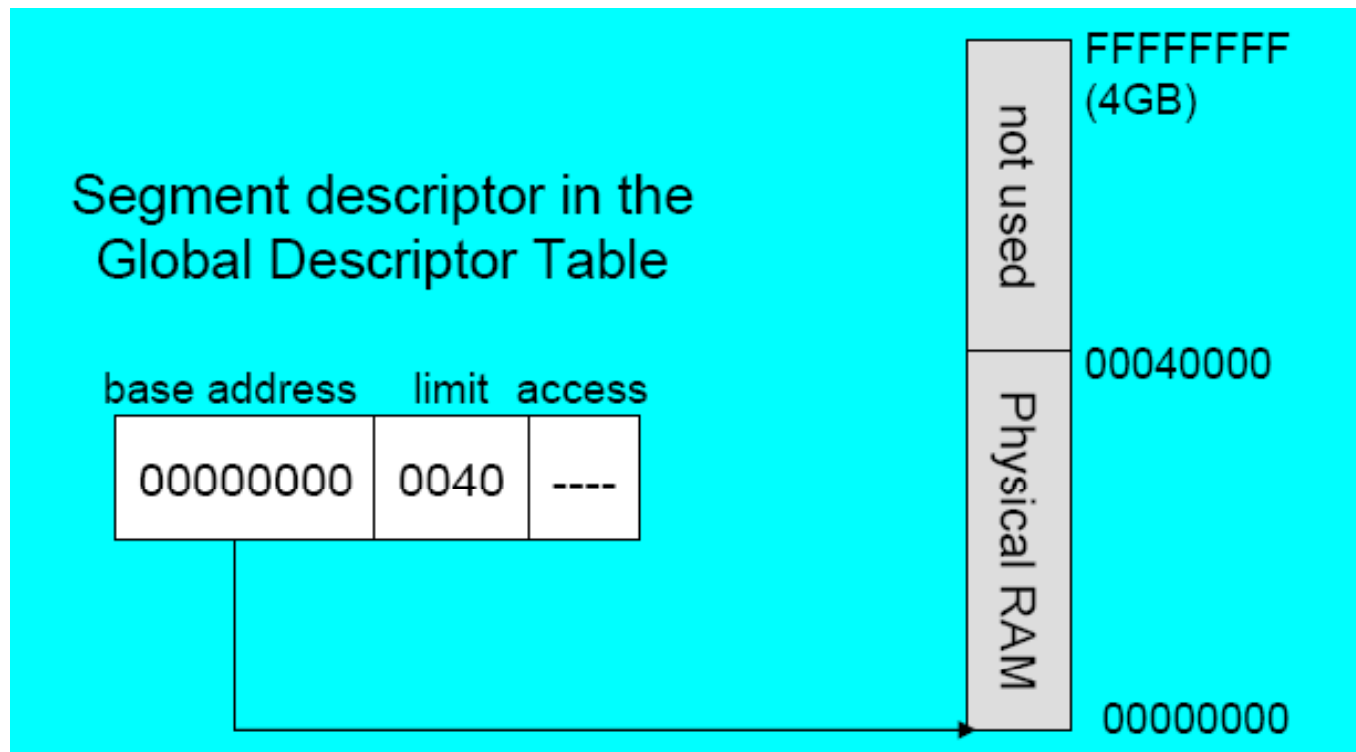 Segment descriptor in the
Global Descriptor Table
base address limit access
00000000 0040 ----
FFFFFFFF
(4GB)
not used
00040000
Physical RAM
00000000